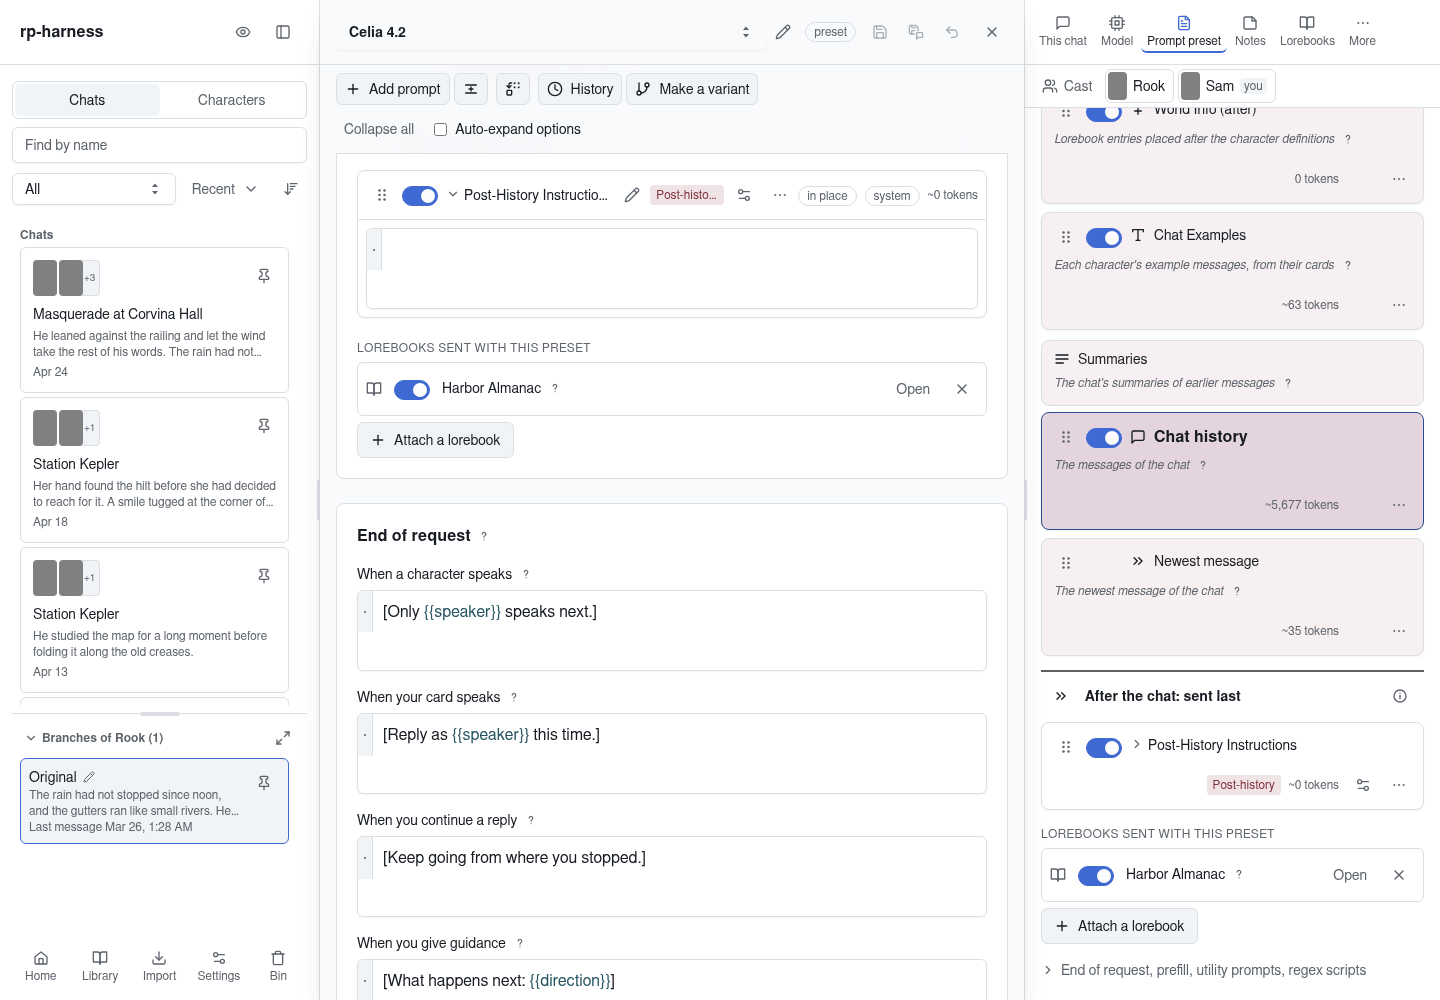 rp-harness
Chats
Characters
Find by name
All
Recent
Chats
+3
Masquerade at Corvina Hall
He leaned against the railing and let the wind
take the rest of his words. The rain had not...
Apr 24
+1
Station Kepler
Her hand found the hilt before she had decided
to reach for it. A smile tugged at the corner of...
Apr 18
+1
Station Kepler
He studied the map for a long moment before
folding it along the old creases.
Apr 13
Branches of Rook (1)
Original
The rain had not stopped since noon,
and the gutters ran like small rivers. He...
Last message Mar 26, 1:28 AM
Home
Library
Import
Settings
Bin
Celia 4.2
preset
Add prompt
History
Make a variant
Collapse all
Auto-expand options
Post-History Instructio...
Post-histo...
in place
system
~0 tokens
LOREBOOKS SENT WITH THIS PRESET
Harbor Almanac ?
Open
Attach a lorebook
End of request ?
When a character speaks ?
[Only {{speaker}} speaks next.]
When your card speaks ?
[Reply as {{speaker}} this time.]
When you continue a reply ?
[Keep going from where you stopped.]
When you give guidance ?
[What happens next: {{direction}}]
This chat
Model
Prompt preset
Notes
Lorebooks
More
Cast
Rook
Sam you
World Info (after)
Lorebook entries placed after the character definitions ?
0 tokens
Chat Examples
Each character's example messages, from their cards ?
~63 tokens
Summaries
The chat's summaries of earlier messages ?
Chat history
The messages of the chat ?
~5,677 tokens
Newest message
The newest message of the chat ?
~35 tokens
After the chat: sent last
Post-History Instructions
Post-history
~0 tokens
LOREBOOKS SENT WITH THIS PRESET
Harbor Almanac ?
Open
Attach a lorebook
End of request, prefill, utility prompts, regex scripts